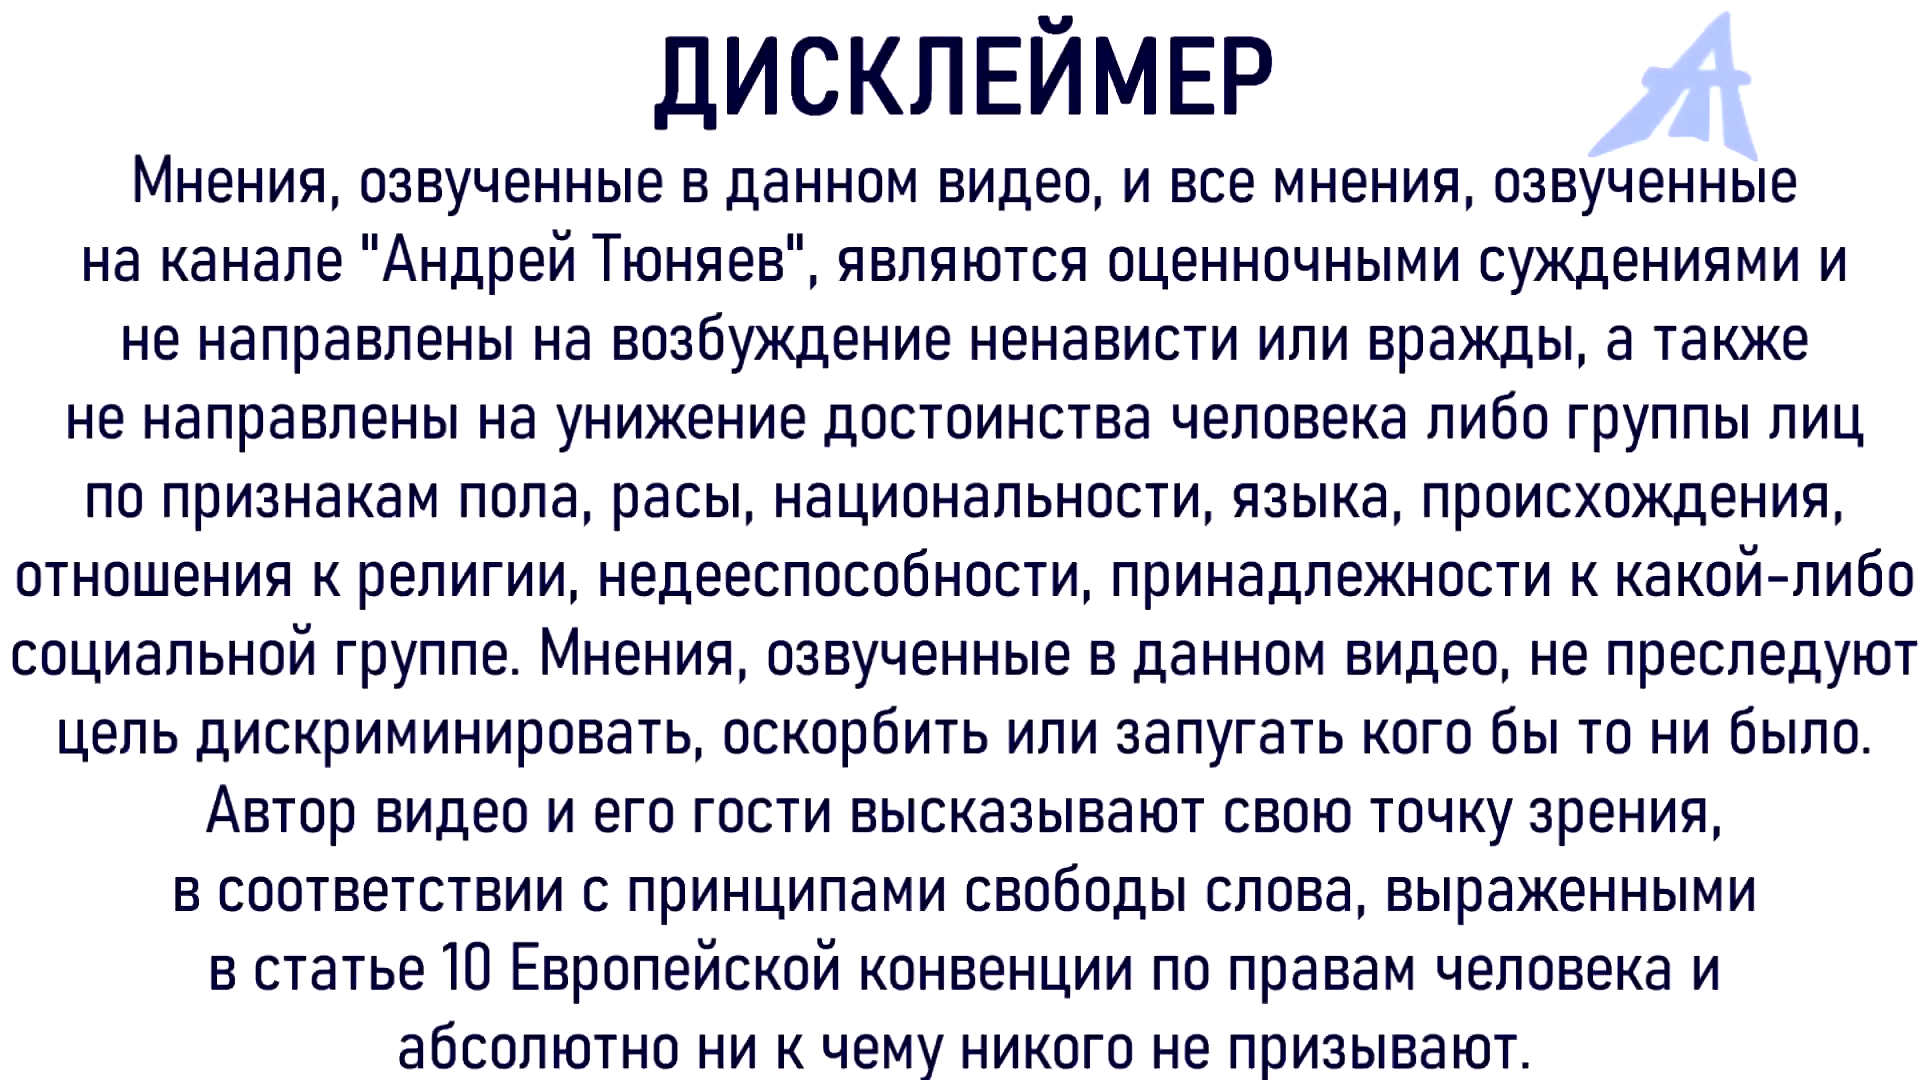 ДИСКЛЕЙМЕР
Мнения, озвученные в данном видео, и все мнения, озвученные
на канале "Андрей Тюняев", являются оценночными суждениями и
не направлены на возбуждение ненависти или вражды, а также
не направлены на унижение достоинства человека либо группы лиц
по признакам пола, расы, национальности, языка, происхождения,
отношения к религии, недееспособности, принадлежности к какой-либо
социальной группе. Мнения, озвученные в данном видео, не преследуют
цель дискриминировать, оскорбить или запугать кого бы то ни было.
Автор видео и его гости высказывают свою точку зрения,
в соответствии с принципами свободы слова, выраженными
в статье 10 Европейской конвенции по правам человека и
абсолютно ни к чему никого не призывают.